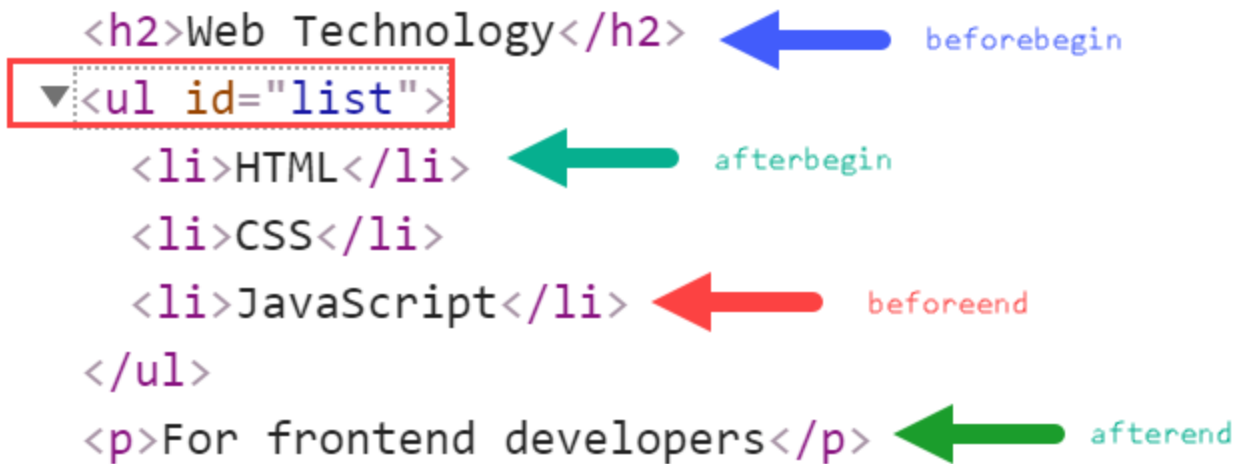 <h2>Web Technology</h2> beforebegin
<ul id="list">
<li>HTML</li> afterbegin
<li>CSS</li>
<li>JavaScript</li> beforeend
</ul>
<p>For frontend developers</p> afterend